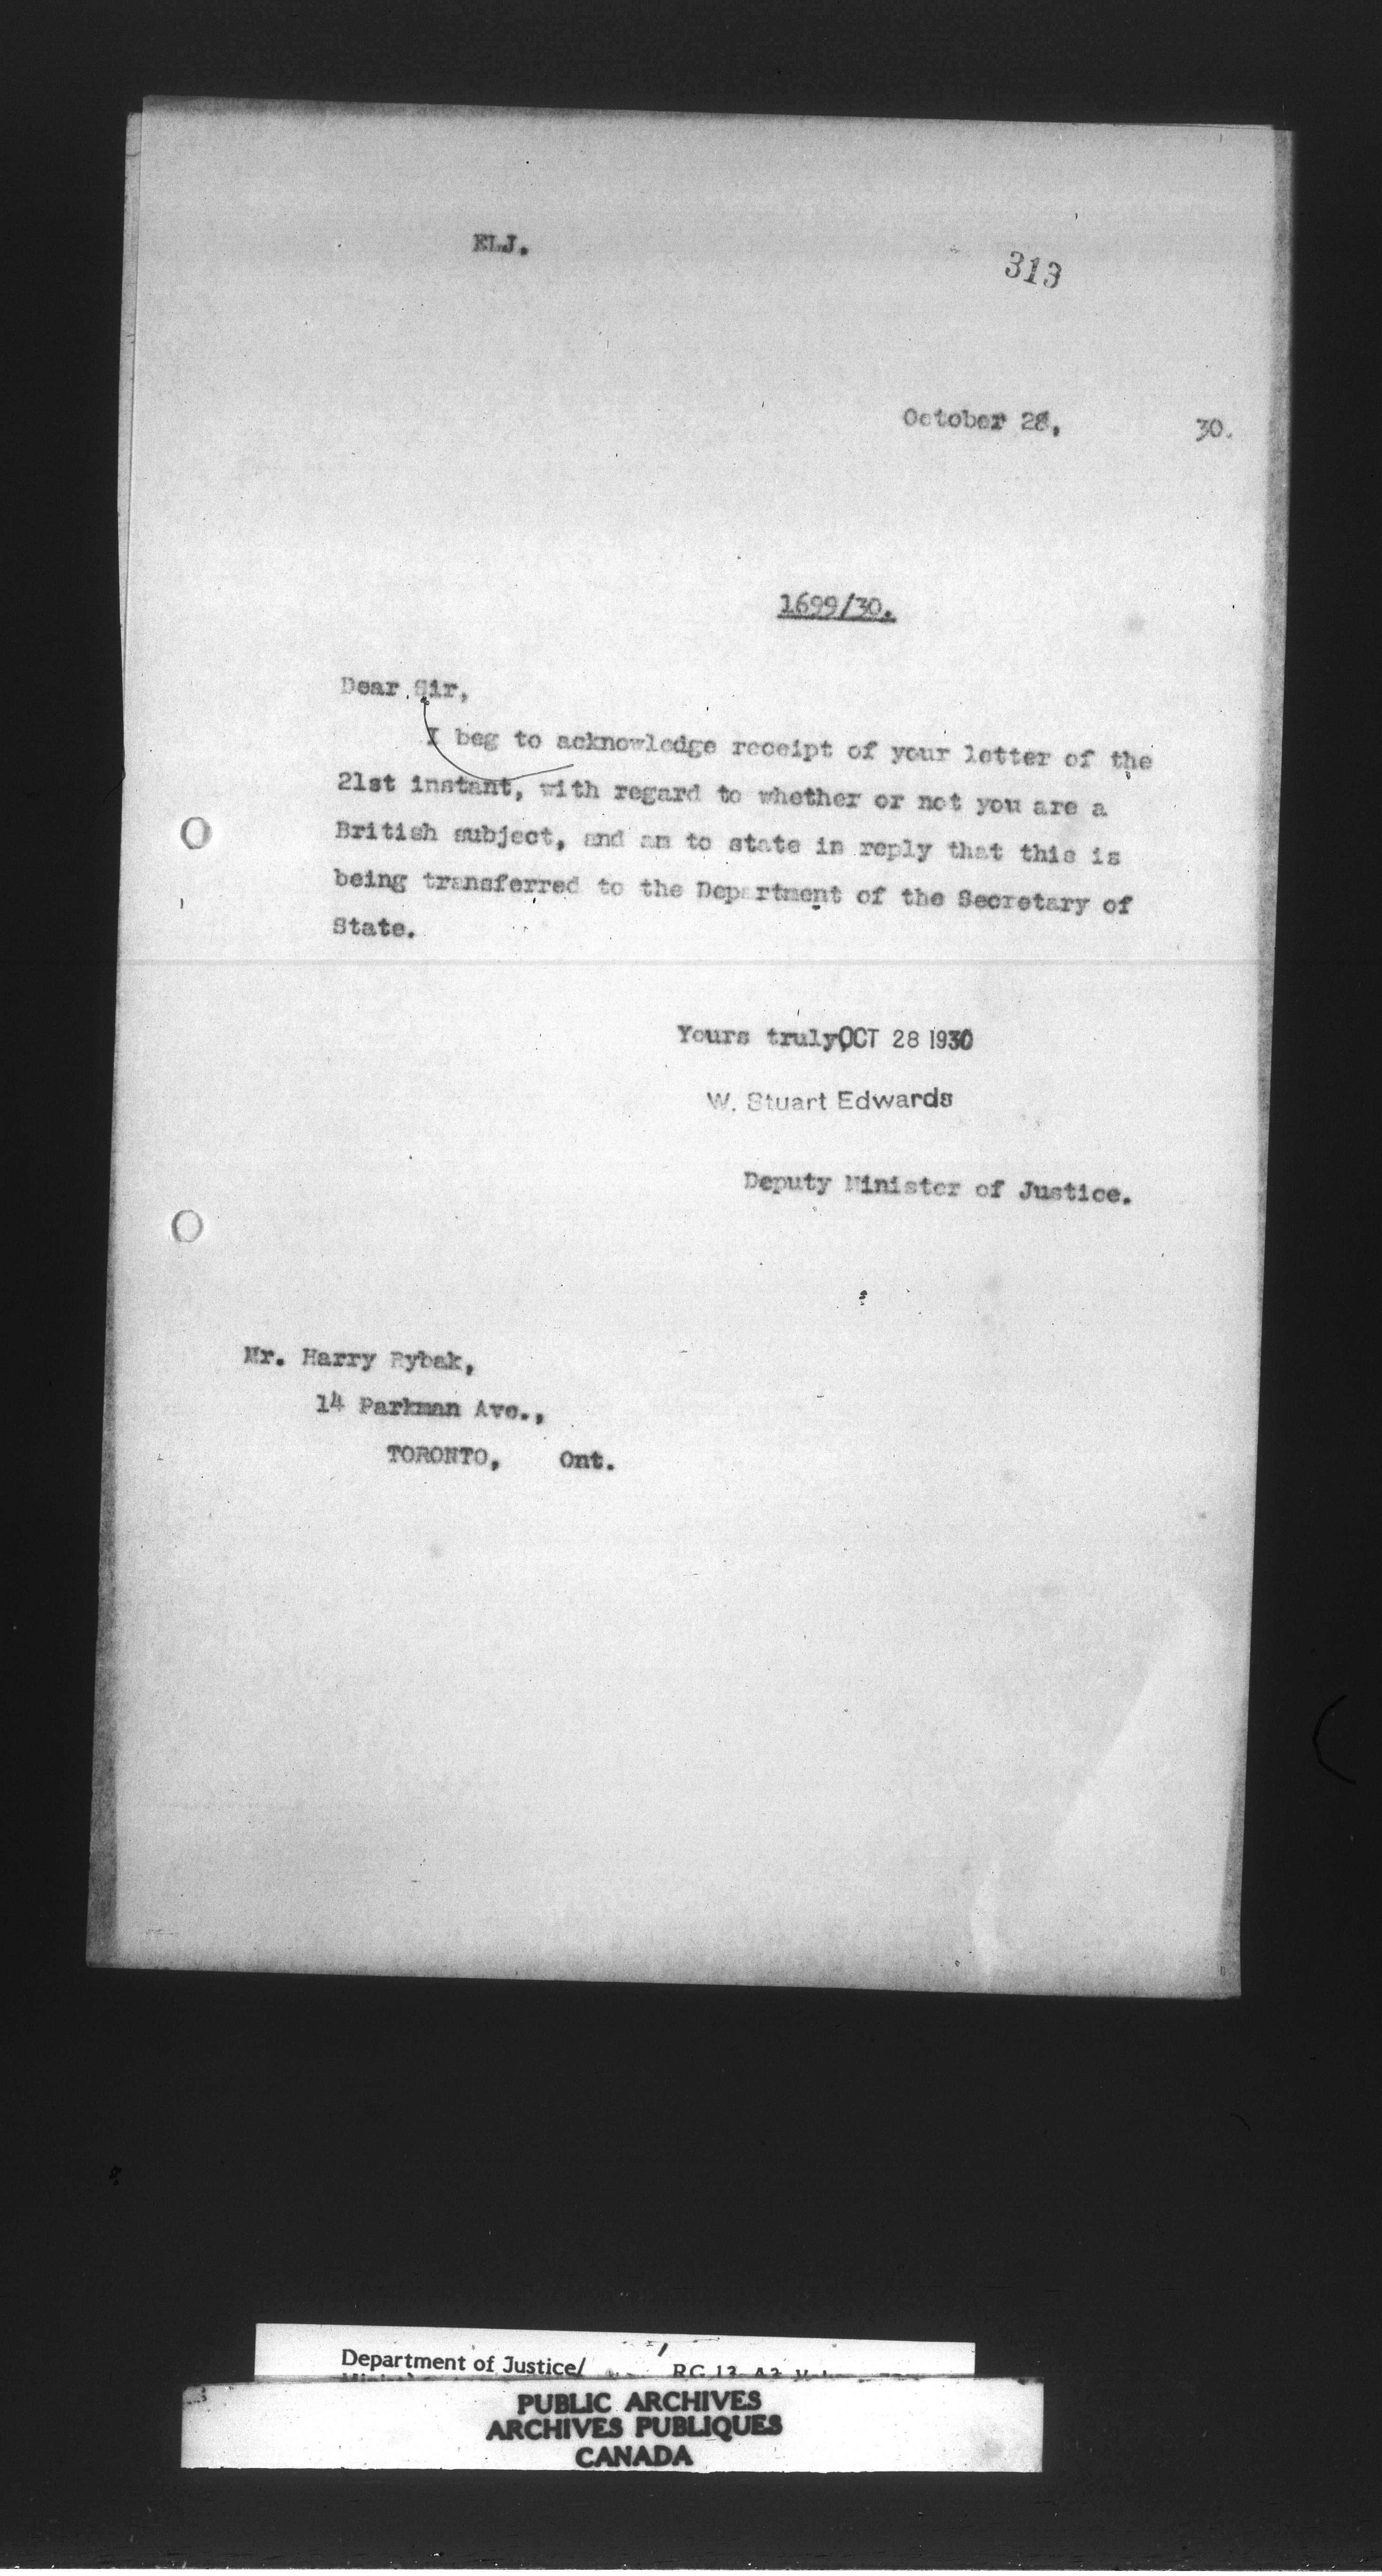 ELJ.
313
October 28, 30.
1699/30.
Dear Sir,
I beg to acknowledge receipt of your letter of the
21st instant, with regard to whether or not you are a
British subject, and am to state in reply that this is
being transferred to the Department of the Secretary of
State.
Yours truly, OCT 28 1930
W. Stuart Edwards
Deputy Minister of Justice.
Mr. Harry Rybak,
14 Parkman Ave.,
TORONTO, Ont.
Department of Justice/ RG 13 A2
PUBLIC ARCHIVES
ARCHIVES PUBLIQUES
CANADA